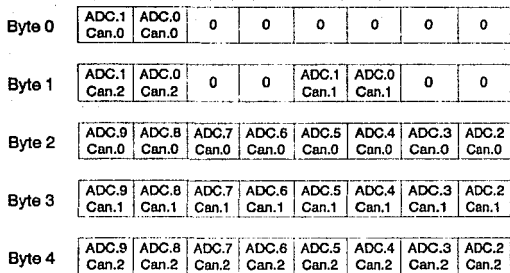 ADC.1 ADC.0
Byte 0 0 0 0 0 0 0
Can.0 Can.0
ADC.1 ADC.0 ADC.1 ADC.0
Byte 1 0 0 0 0
Can.2 Can.2 Can.1 Can.1
ADC.9 ADC.8 ADC.7 ADC.6 ADC.5 ADC.4 ADC.3 ADC.2
Byte 2
Can.0 Can.0 Can.0 Can.0 Can.0 Can.0 Can.0 Can.0
ADC.9 ADC.8 ADC.7 ADC.6 ADC.5 ADC.4 ADC.3 ADC.2
Byte 3
Can.1 Can.1 Can.1 Can.1 Can.1 Can.1 Can.1 Can.1
ADC.9 ADC.8 ADC.7 ADC.6 ADC.5 ADC.4 ADC.3 ADC.2
Byte 4
Can.2 Can.2 Can.2 Can.2 Can.2 Can.2 Can.2 Can.2